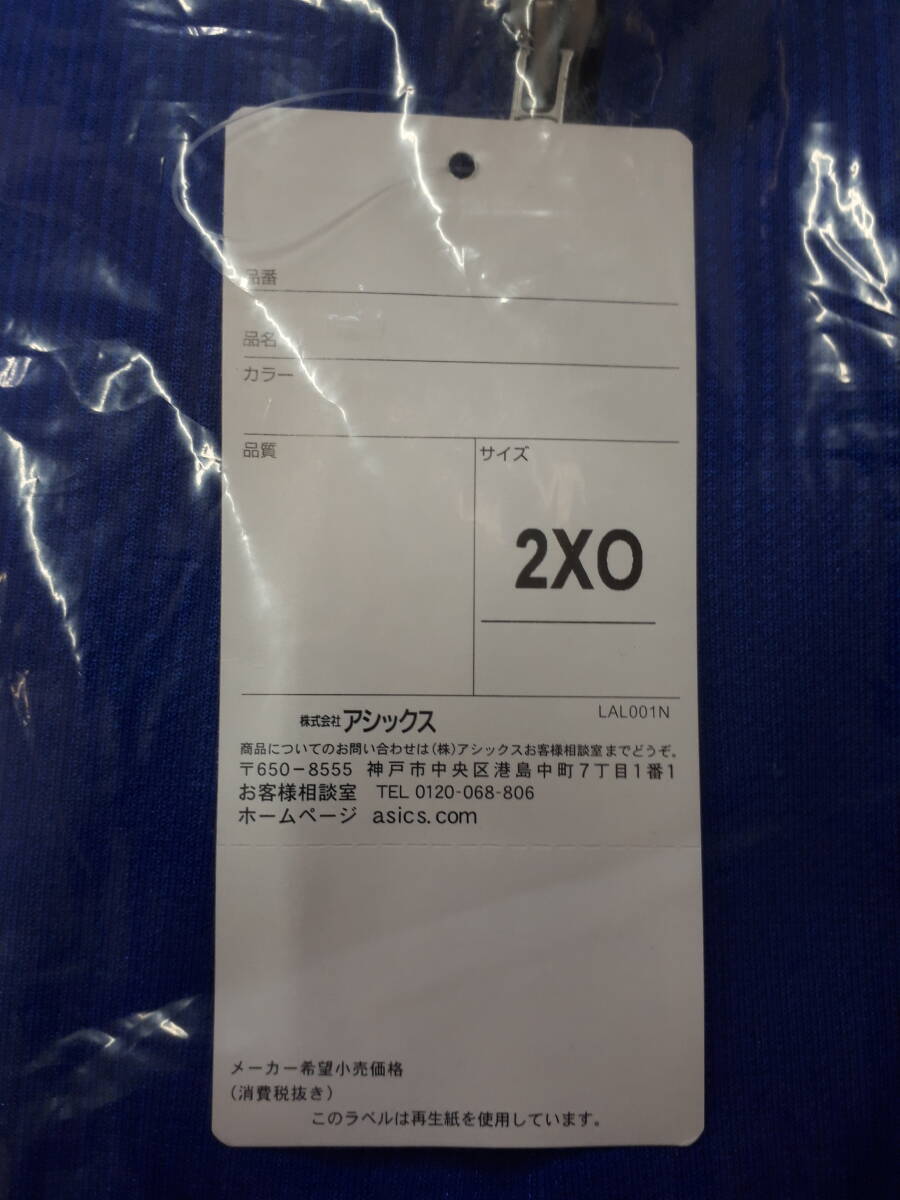 品番
品名
カラー
品質
サイズ
2XO
LAL001N
株式会社アシックス
商品についてのお問い合わせは(株)アシックスお客様相談室までどうぞ。
〒650-8555 神戸市中央区港島中町7丁目1番1
お客様相談室 TEL 0120-068-806
ホームページ asics.com
メーカー希望小売価格
(消費税抜き)
このラベルは再生紙を使用しています。